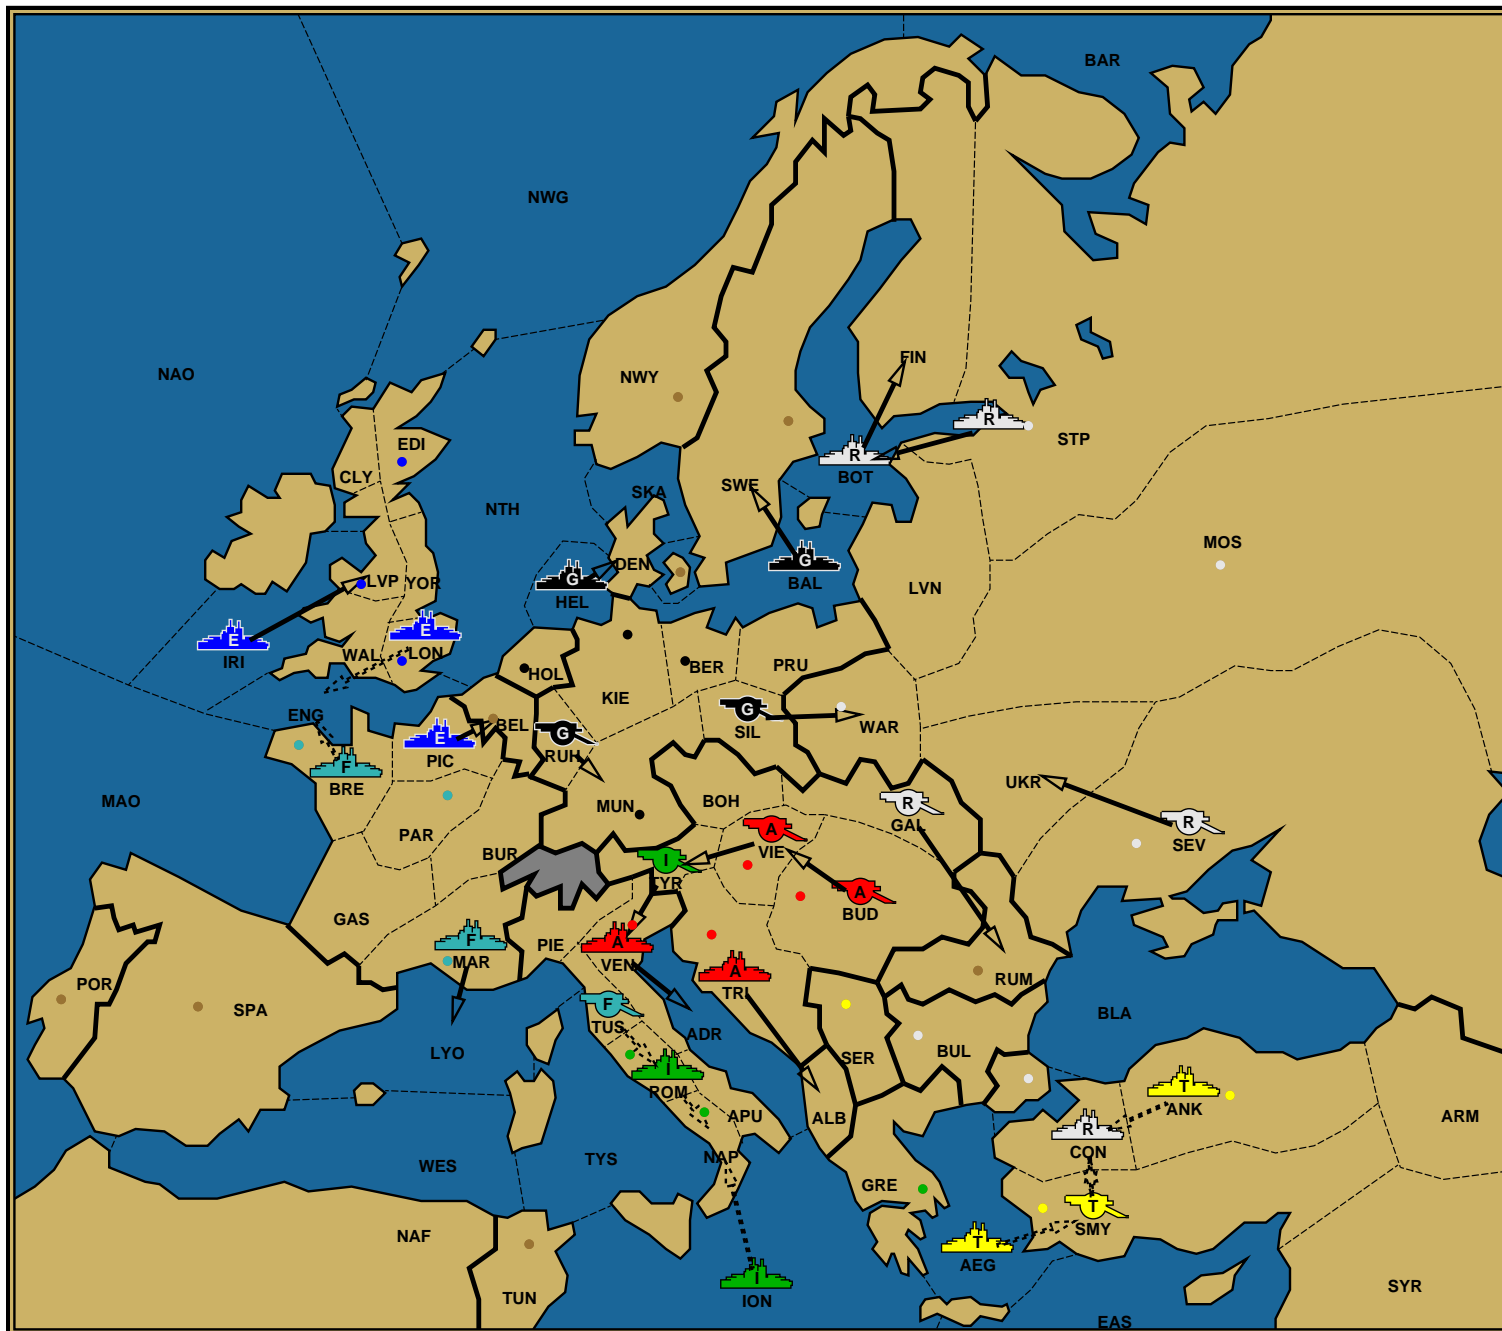 BAR
NWG
NAO
FIN
NWY
R
STP
EDI
R
CLY
BOT
SWE
SKA
NTH
MOS
G
DEN
G
BAL
LVP
YOR
HEL
LVN
E
E
IRI
WAL
LON
PRU
BER
HOL
KIE
G
ENG
BEL
WAR
E
G
SIL
PIC
RUH
F
BRE
UKR
MAO
BOH
MUN
R
GAL
R
SEV
PAR
A
VIE
BUR
I
TYR
A
BUD
GAS
F
MAR
PIE
A
VEN
A
TRI
RUM
POR
SPA
F
TUS
BLA
ADR
LYO
SER
BUL
I
ROM
T
ANK
APU
ALB
ARM
R
CON
NAP
WES
TYS
GRE
T
SMY
NAF
T
AEG
I
ION
TUN
SYR
EAS